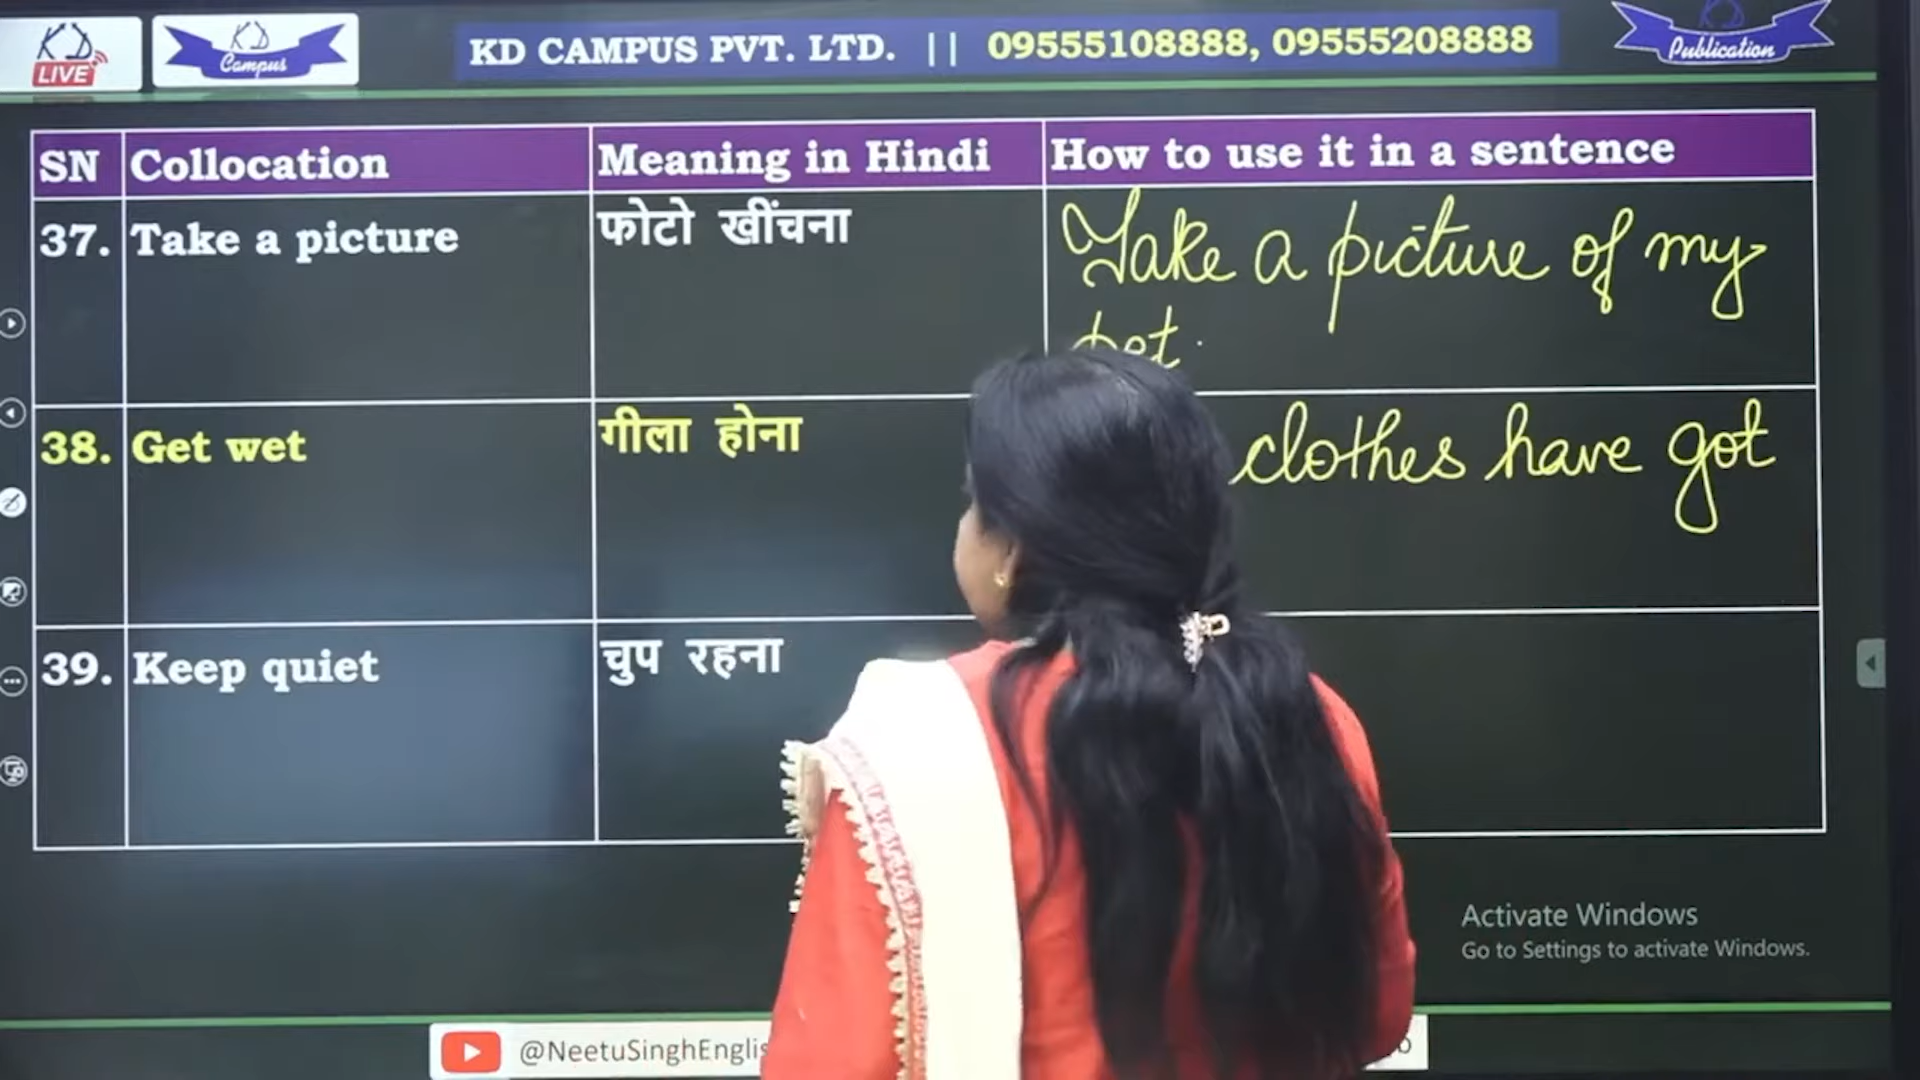 KD LIVE
KD Campus
KD CAMPUS PVT. LTD. || 09555108888, 09555208888
KD Publication
SN Collocation Meaning in Hindi How to use it in a sentence
37. Take a picture फोटो खींचना Take a picture of my
pet.
38. Get wet गीला होना clothes have got
39. Keep quiet चुप रहना
Activate Windows
Go to Settings to activate Windows.
@NeetuSinghEnglis